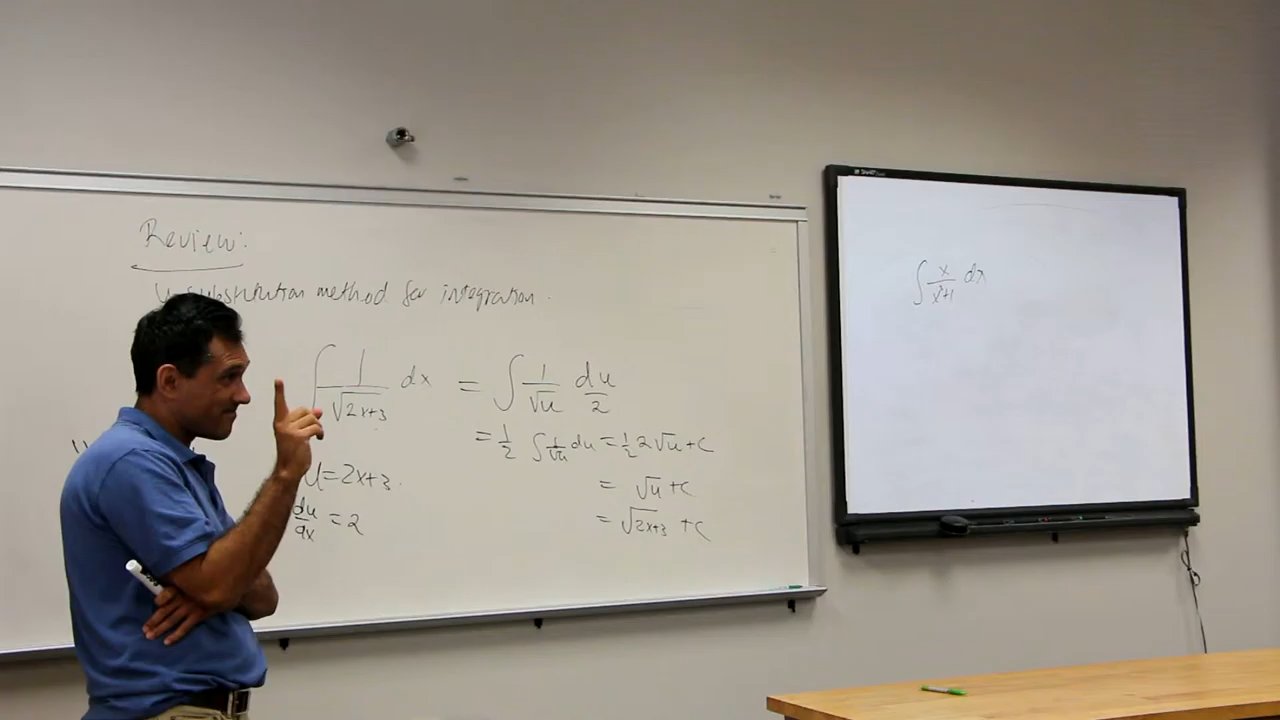 Review:
u-substitution method for integration.
∫ 1/√(2x+3) dx = ∫ 1/√u du/2
= 1/2 ∫ 1/√u du = 1/2 2√u + C
= √u + C
= √(2x+3) + C
u = 2x+3.
du/dx = 2
SMART
∫ x/(x²+1) dx